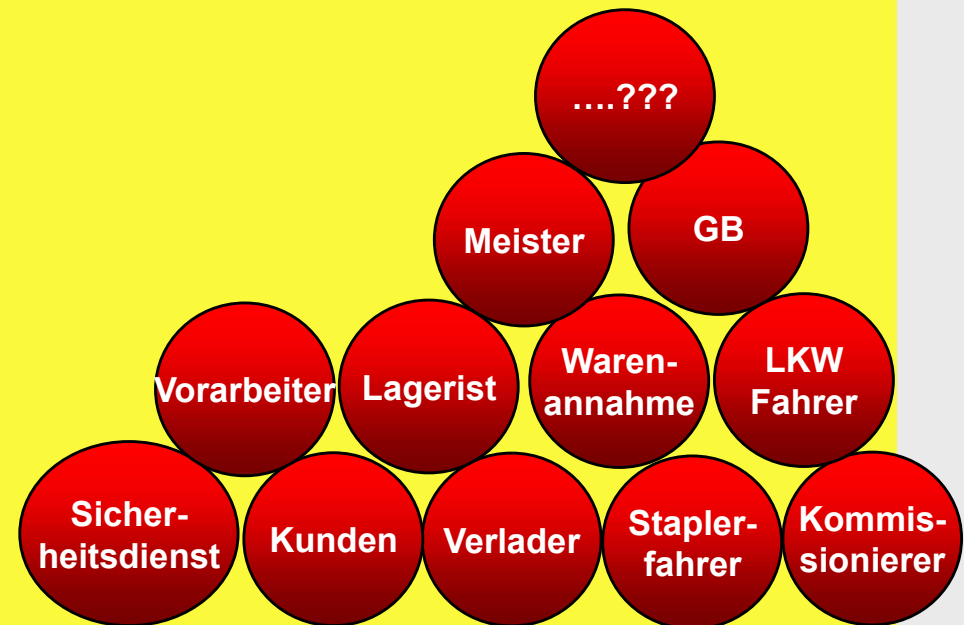 ....???
Meister
GB
Vorarbeiter
Lagerist
Waren-
annahme
LKW
Fahrer
Sicher-
heitsdienst
Kunden
Verlader
Stapler-
fahrer
Kommis-
sionierer